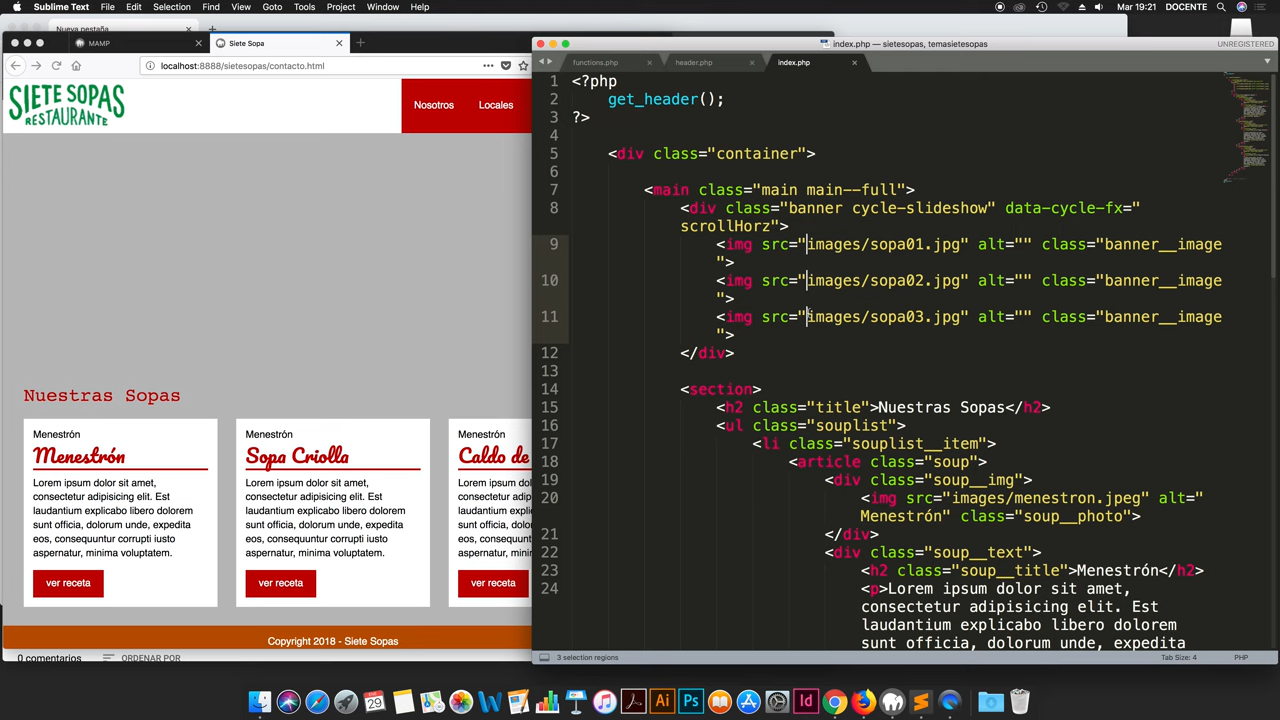 Sublime Text File Edit Selection Find View Goto Tools Project Window Help
Mar 19:21 DOCENTE
Nueva pestaña
MAMP
Siete Sopa
localhost:8888/sietesopas/contacto.html
SIETE SOPAS
RESTAURANTE
Nosotros Locales
Nuestras Sopas
Menestrón
Menestrón
Lorem ipsum dolor sit amet,
consectetur adipisicing elit. Est
laudantium explicabo libero dolorem
sunt officia, dolorum unde, expedita
eos, consequuntur corrupti iusto
aspernatur, minima voluptatem.
ver receta
Menestrón
Sopa Criolla
Lorem ipsum dolor sit amet,
consectetur adipisicing elit. Est
laudantium explicabo libero dolorem
sunt officia, dolorum unde, expedita
eos, consequuntur corrupti iusto
aspernatur, minima voluptatem.
ver receta
Menestrón
Caldo de
Lorem ipsum
consectetur
laudantium
sunt officia,
eos, conseq
aspernatur,
ver receta
Copyright 2018 - Siete Sopas
0 comentarios ORDENAR POR
index.php — sietesopas, temasietesopas
UNREGISTERED
functions.php header.php index.php
1 <?php
2 get_header();
3 ?>
4
5 <div class="container">
6
7 <main class="main main--full">
8 <div class="banner cycle-slideshow" data-cycle-fx="
scrollHorz">
9 <img src="images/sopa01.jpg" alt="" class="banner__image
">
10 <img src="images/sopa02.jpg" alt="" class="banner__image
">
11 <img src="images/sopa03.jpg" alt="" class="banner__image
">
12 </div>
13
14 <section>
15 <h2 class="title">Nuestras Sopas</h2>
16 <ul class="souplist">
17 <li class="souplist__item">
18 <article class="soup">
19 <div class="soup__img">
20 <img src="images/menestron.jpeg" alt="
Menestrón" class="soup__photo">
21 </div>
22 <div class="soup__text">
23 <h2 class="soup__title">Menestrón</h2>
24 <p>Lorem ipsum dolor sit amet,
consectetur adipisicing elit. Est
laudantium explicabo libero dolorem
sunt officia, dolorum unde, expedita
3 selection regions
Tab Size: 4 PHP